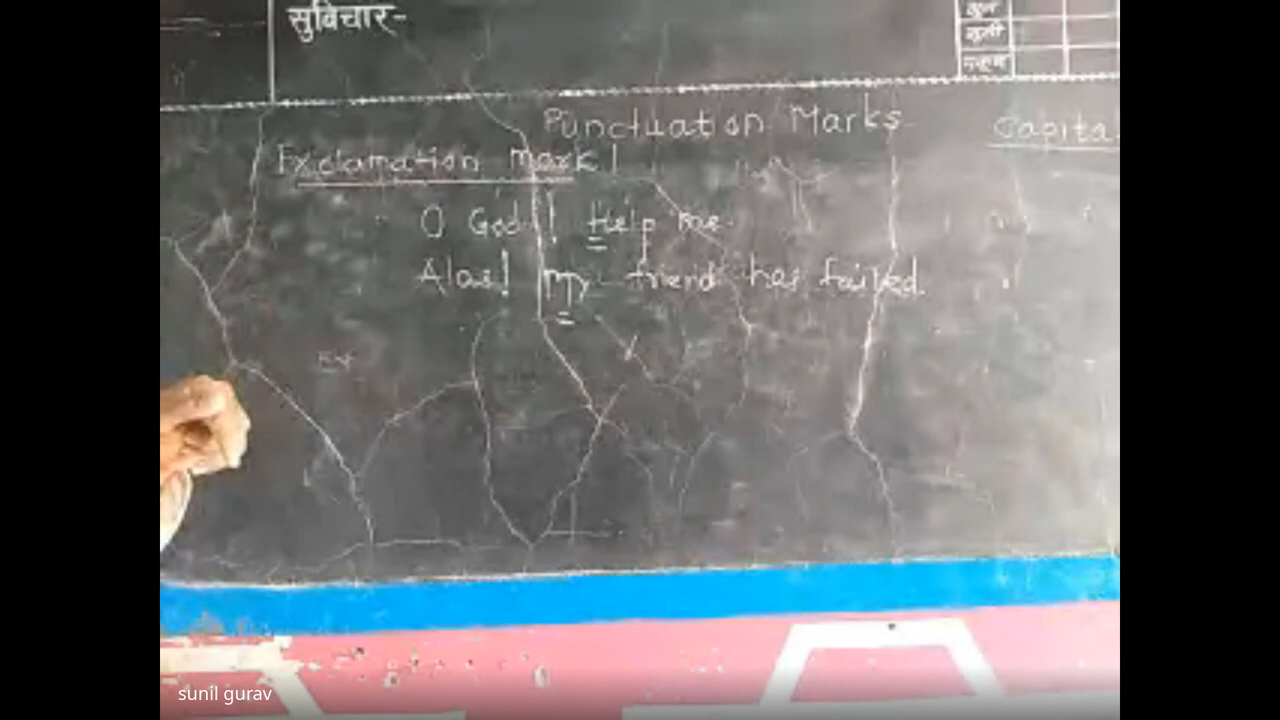 सुविचार-
Punctuation Marks
Capita
Exclamation mark!
O God! Help me.
Alas! My friend has failed.
sunil gurav